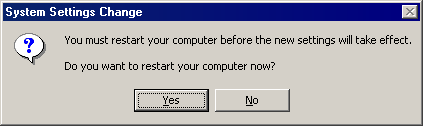 System Settings Change
You must restart your computer before the new settings will take effect.
Do you want to restart your computer now?
Yes
No